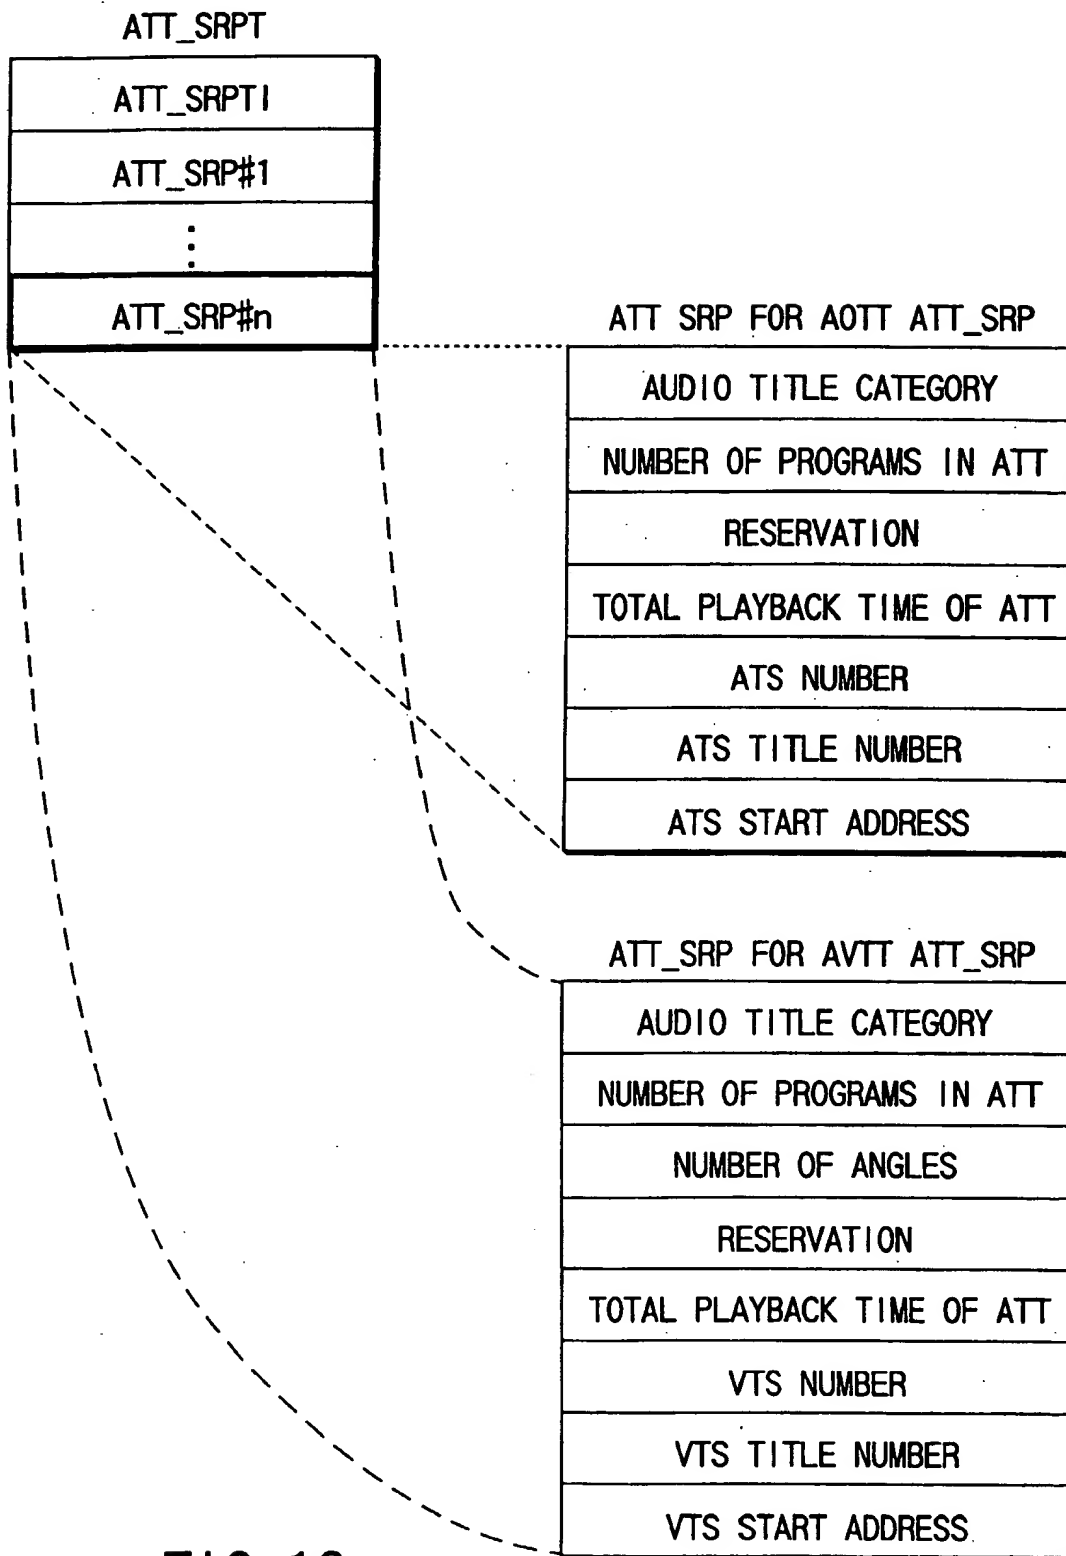 ATT_SRPT
ATT_SRPTI
ATT_SRP#1
⋮
ATT_SRP#n
ATT SRP FOR AOTT ATT_SRP
AUDIO TITLE CATEGORY
NUMBER OF PROGRAMS IN ATT
RESERVATION
TOTAL PLAYBACK TIME OF ATT
ATS NUMBER
ATS TITLE NUMBER
ATS START ADDRESS
ATT_SRP FOR AVTT ATT_SRP
AUDIO TITLE CATEGORY
NUMBER OF PROGRAMS IN ATT
NUMBER OF ANGLES
RESERVATION
TOTAL PLAYBACK TIME OF ATT
VTS NUMBER
VTS TITLE NUMBER
VTS START ADDRESS